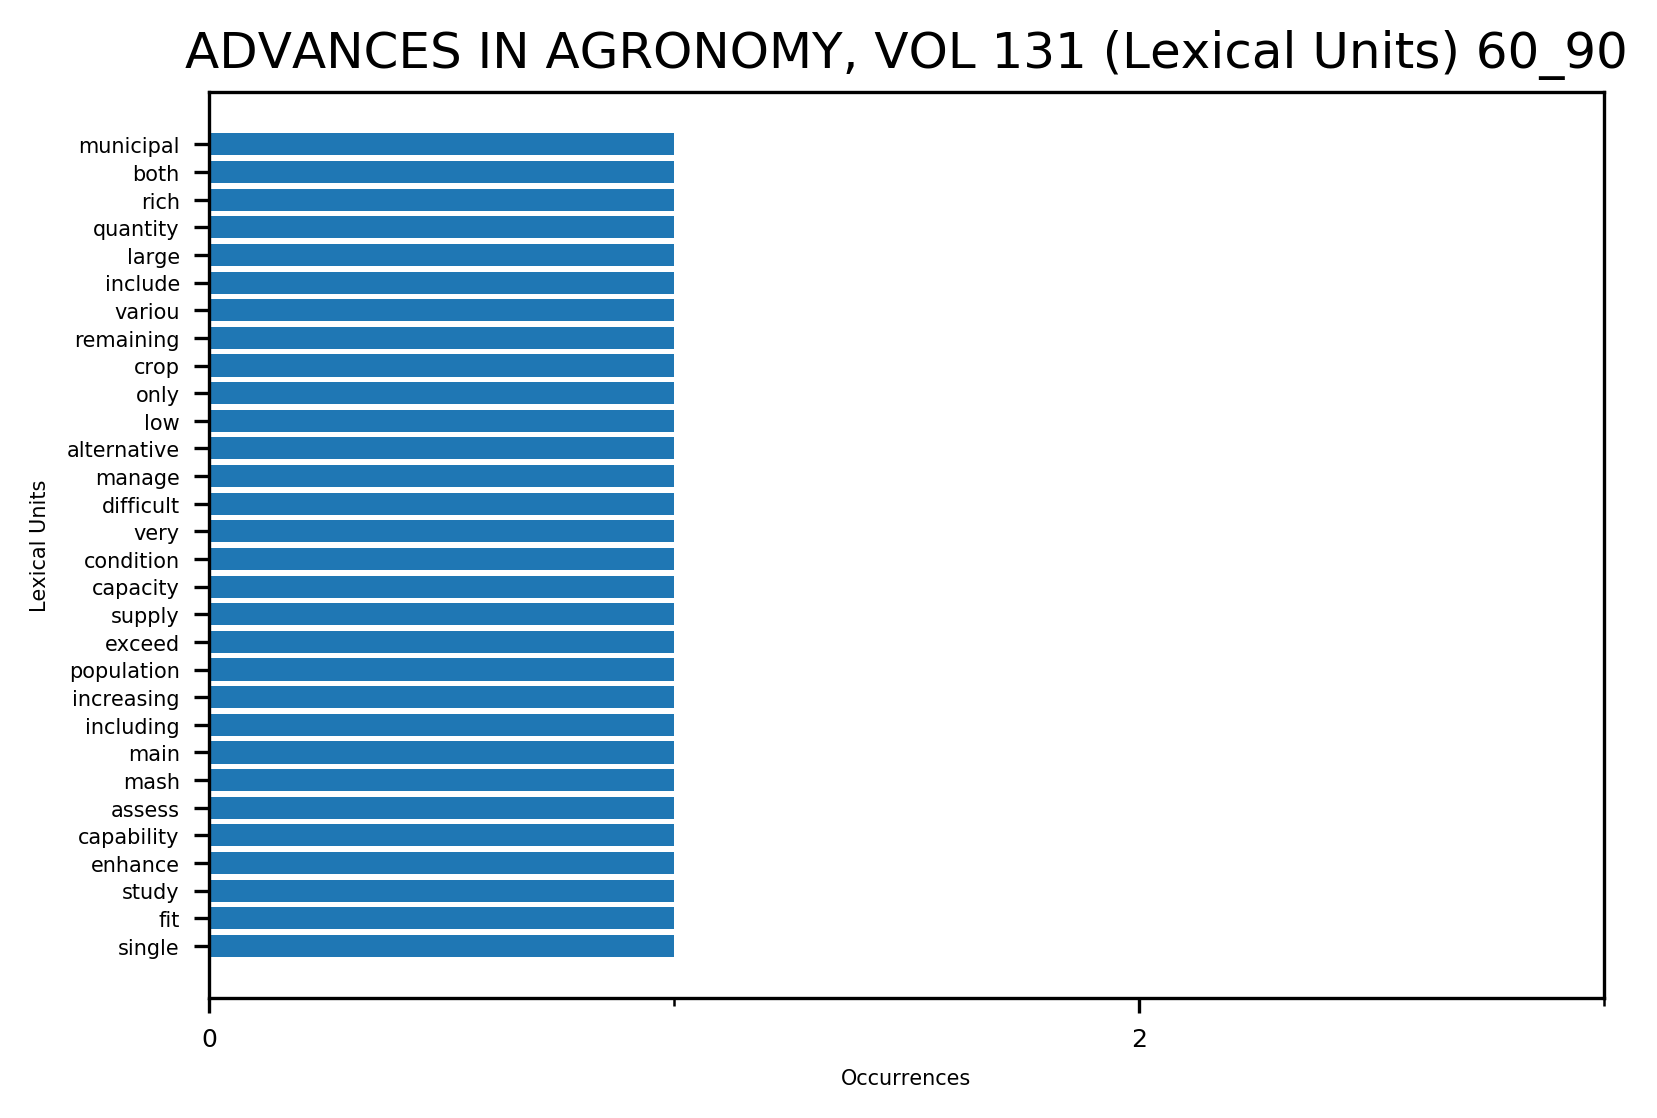 ADVANCES IN AGRONOMY, VOL 131 (Lexical Units) 60_90
municipal
both
rich
quantity
large
include
variou
remaining
crop
only
low
alternative
manage
difficult
very
condition
capacity
supply
exceed
population
increasing
including
main
mash
assess
capability
enhance
study
fit
single
Lexical Units
0 2
Occurrences